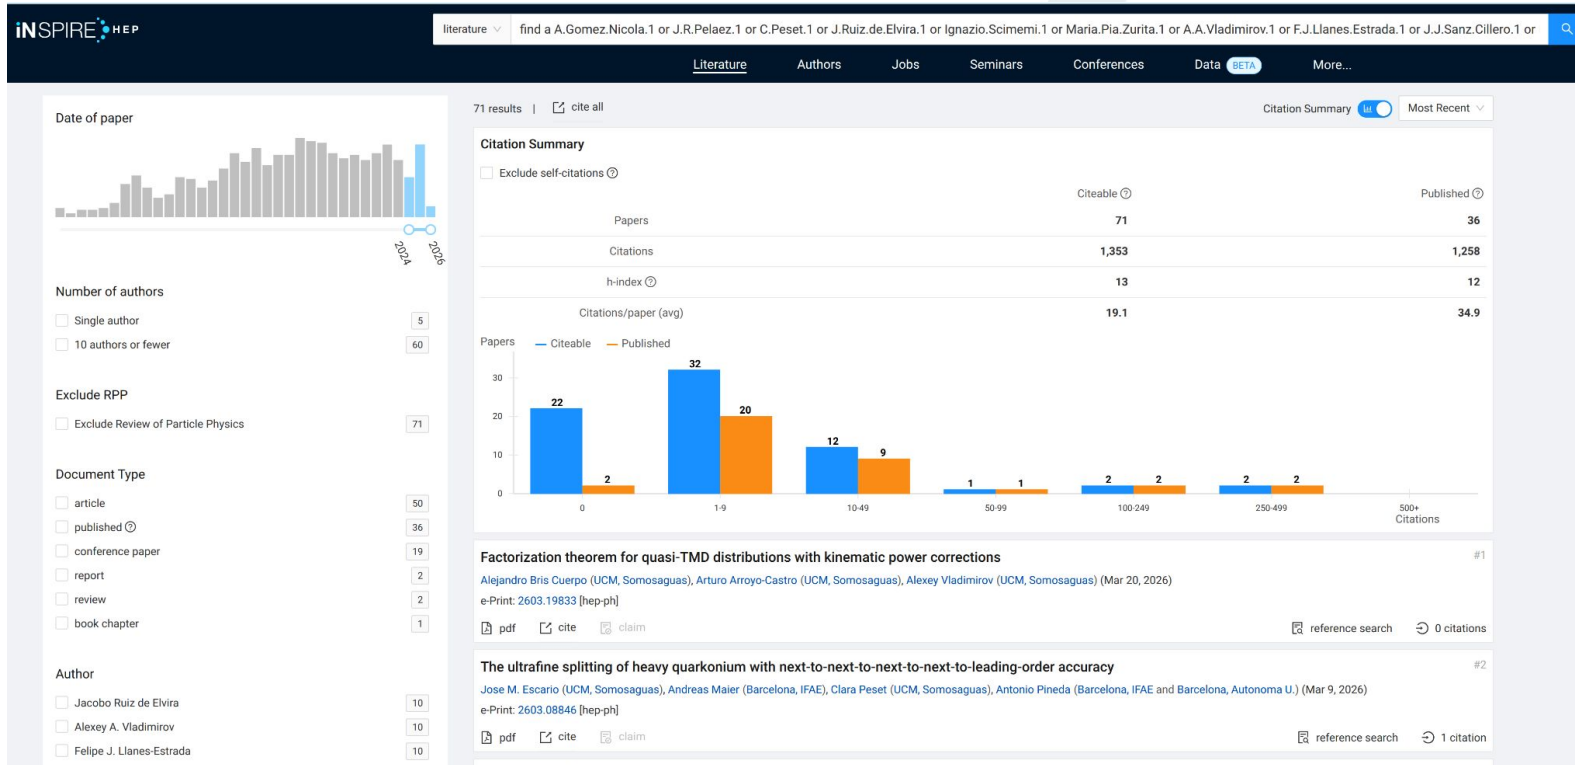 iNSPIRE HEP
literature find a A.Gomez.Nicola.1 or J.R.Pelaez.1 or C.Peset.1 or J.Ruiz.de.Elvira.1 or Ignazio.Scimemi.1 or Maria.Pia.Zurita.1 or A.A.Vladimirov.1 or F.J.Llanes.Estrada.1 or J.J.Sanz.Cillero.1 or
Literature Authors Jobs Seminars Conferences Data BETA More...
Date of paper
2024 2026
Number of authors
Single author 5
10 authors or fewer 60
Exclude RPP
Exclude Review of Particle Physics 71
Document Type
article 50
published 36
conference paper 19
report 2
review 2
book chapter 1
Author
Jacobo Ruiz de Elvira 10
Alexey A. Vladimirov 10
Felipe J. Llanes-Estrada 10
71 results | cite all Citation Summary Most Recent
Citation Summary
Exclude self-citations
Citeable Published
Papers 71 36
Citations 1,353 1,258
h-index 13 12
Citations/paper (avg) 19.1 34.9
Papers Citeable Published
30
20
10
0
22 2 32 20 12 9 1 1 2 2 2 2
0 1-9 10-49 50-99 100-249 250-499 500+
Citations
Factorization theorem for quasi-TMD distributions with kinematic power corrections #1
Alejandro Bris Cuerpo (UCM, Somosaguas), Arturo Arroyo-Castro (UCM, Somosaguas), Alexey Vladimirov (UCM, Somosaguas) (Mar 20, 2026)
e-Print: 2603.19833 [hep-ph]
pdf cite claim reference search 0 citations
The ultrafine splitting of heavy quarkonium with next-to-next-to-next-to-next-to-leading-order accuracy #2
Jose M. Escario (UCM, Somosaguas), Andreas Maier (Barcelona, IFAE), Clara Peset (UCM, Somosaguas), Antonio Pineda (Barcelona, IFAE and Barcelona, Autonoma U.) (Mar 9, 2026)
e-Print: 2603.08846 [hep-ph]
pdf cite claim reference search 1 citation